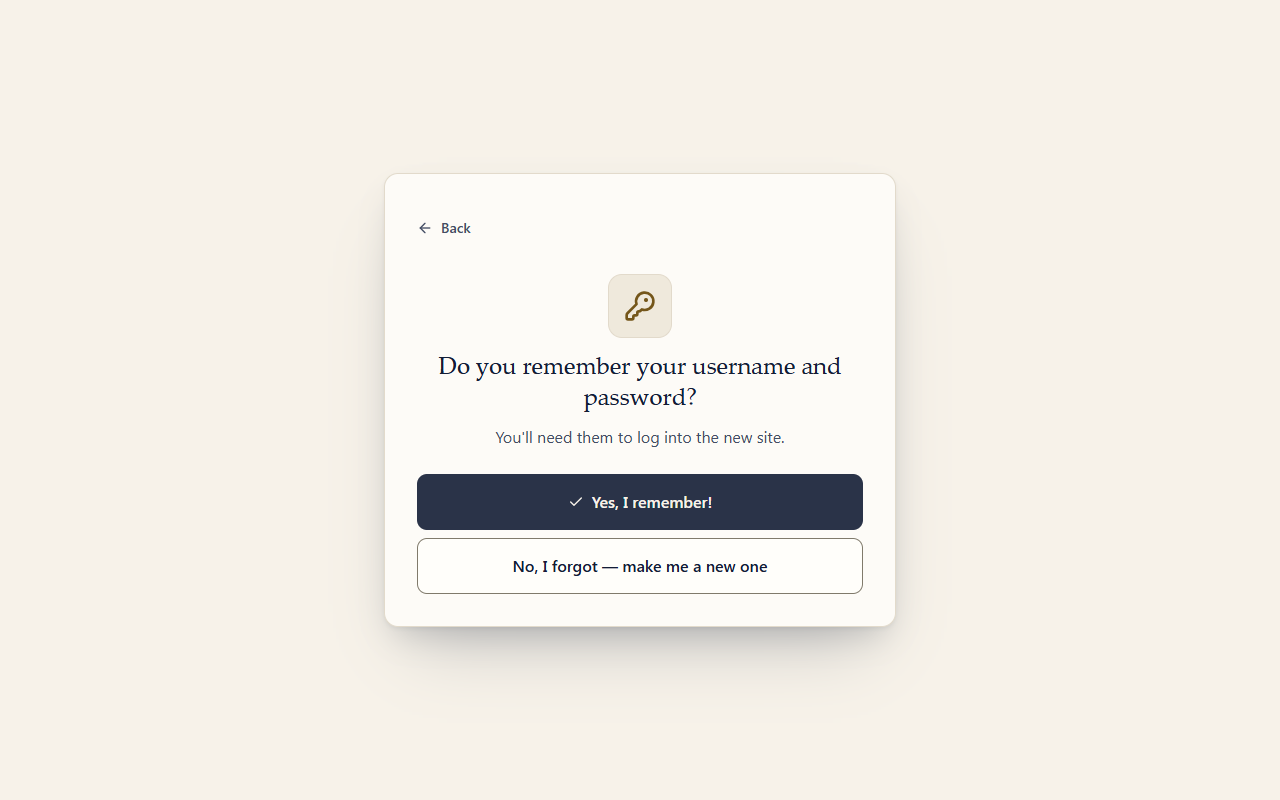 Back
Do you remember your username and
password?
You'll need them to log into the new site.
Yes, I remember!
No, I forgot — make me a new one